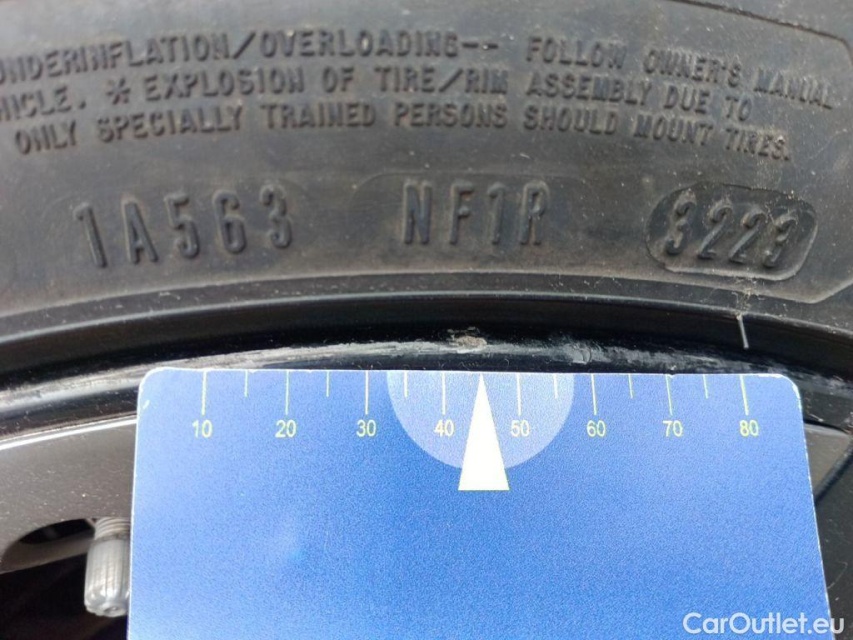 UNDERINFLATION/OVERLOADING-- FOLLOW OWNER'S MANUAL
HICLE. * EXPLOSION OF TIRE/RIM ASSEMBLY DUE TO
ONLY SPECIALLY TRAINED PERSONS SHOULD MOUNT TIRES.
1A563 NF1R 3223
10 20 30 40 50 60 70 80
CarOutlet.eu